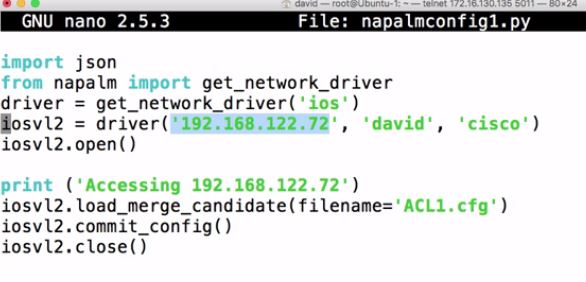 david — root@Ubuntu-1: ~ — telnet 172.16.130.135 5011 — 80×24
GNU nano 2.5.3 File: napalmconfig1.py
import json
from napalm import get_network_driver
driver = get_network_driver('ios')
iosvl2 = driver('192.168.122.72', 'david', 'cisco')
iosvl2.open()
print ('Accessing 192.168.122.72')
iosvl2.load_merge_candidate(filename='ACL1.cfg')
iosvl2.commit_config()
iosvl2.close()